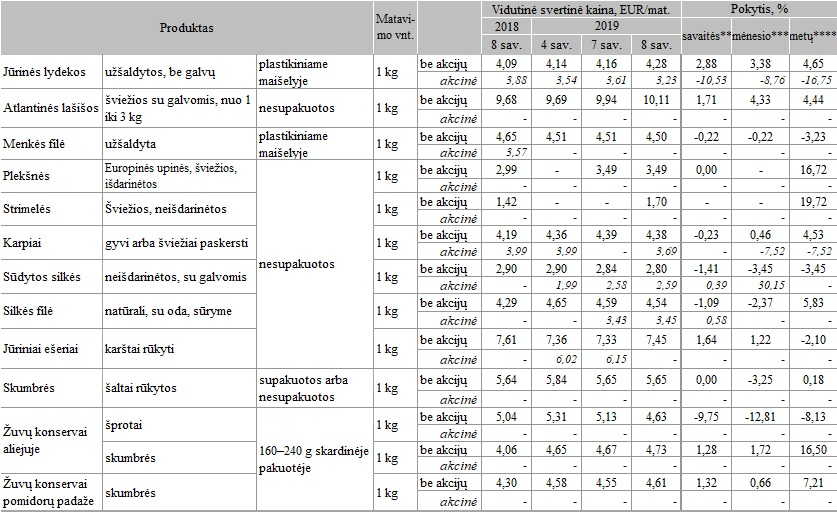 Produktas Matavimo vnt. Vidutinė svertinė kaina, EUR/mat. Pokytis, %
2018 2019 savaitės** mėnesio*** metų****
8 sav. 4 sav. 7 sav. 8 sav.
Jūrinės lydekos užšaldytos, be galvų plastikiniame maišelyje 1 kg be akcijų 4,09 4,14 4,16 4,28 2,88 3,38 4,65
akcinė 3,88 3,54 3,61 3,23 -10,53 -8,76 -16,75
Atlantinės lašišos šviežios su galvomis, nuo 1 iki 3 kg nesupakuotos 1 kg be akcijų 9,68 9,69 9,94 10,11 1,71 4,33 4,44
akcinė - - - - - - -
Menkės filė užšaldyta plastikiniame maišelyje 1 kg be akcijų 4,65 4,51 4,51 4,50 -0,22 -0,22 -3,23
akcinė 3,57 - - - - - -
Plekšnės Europinės upinės, šviežios, išdarinėtos nesupakuotos 1 kg be akcijų 2,99 - 3,49 3,49 0,00 - 16,72
akcinė - - - - - - -
Strimelės Šviežios, neišdarinėtos 1 kg be akcijų 1,42 - - 1,70 - - 19,72
akcinė - - - - - - -
Karpiai gyvi arba šviežiai paskersti 1 kg be akcijų 4,19 4,36 4,39 4,38 -0,23 0,46 4,53
akcinė 3,99 3,99 - 3,69 - -7,52 -7,52
Sūdytos silkės neišdarinėtos, su galvomis 1 kg be akcijų 2,90 2,90 2,84 2,80 -1,41 -3,45 -3,45
akcinė - 1,99 2,58 2,59 0,39 30,15 -
Silkės filė natūrali, su oda, sūryme 1 kg be akcijų 4,29 4,65 4,59 4,54 -1,09 -2,37 5,83
akcinė - - 3,43 3,45 0,58 - -
Jūriniai ešeriai karštai rūkyti 1 kg be akcijų 7,61 7,36 7,33 7,45 1,64 1,22 -2,10
akcinė - 6,02 6,15 - - - -
Skumbrės šaltai rūkytos supakuotos arba nesupakuotos 1 kg be akcijų 5,64 5,84 5,65 5,65 0,00 -3,25 0,18
akcinė - - - - - - -
Žuvų konservai aliejuje šprotai 160–240 g skardinėje pakuotėje 1 kg be akcijų 5,04 5,31 5,13 4,63 -9,75 -12,81 -8,13
akcinė - - - - - - -
skumbrės 1 kg be akcijų 4,06 4,65 4,67 4,73 1,28 1,72 16,50
akcinė - - - - - - -
Žuvų konservai pomidorų padaže skumbrės 1 kg be akcijų 4,30 4,58 4,55 4,61 1,32 0,66 7,21
akcinė - - - - - - -